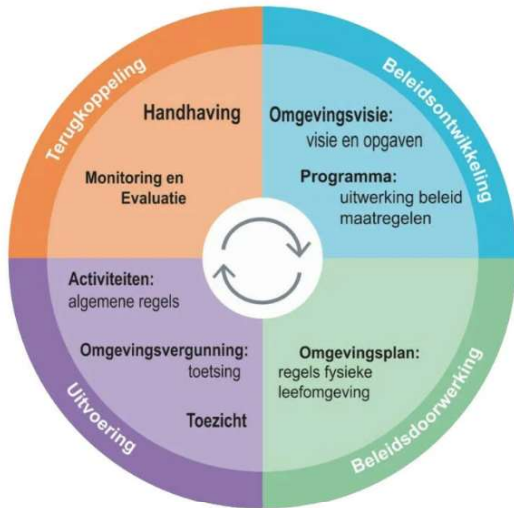 Terugkoppeling
Handhaving
Monitoring en
Evaluatie
Beleidsontwikkeling
Omgevingsvisie:
visie en opgaven
Programma:
uitwerking beleid
maatregelen
Beleidsdoorwerking
Omgevingsplan:
regels fysieke
leefomgeving
Uitvoering
Activiteiten:
algemene regels
Omgevingsvergunning:
toetsing
Toezicht